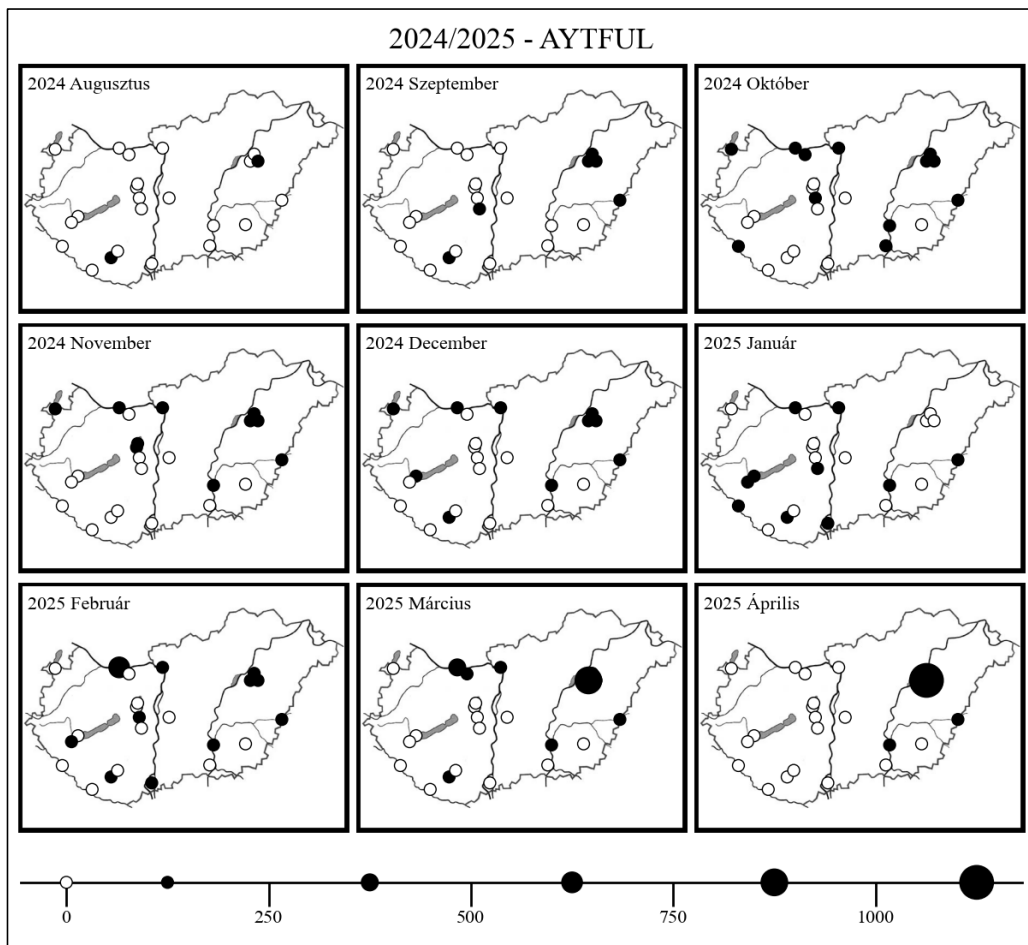 2024/2025 - AYTFUL
2024 Augusztus
2024 Szeptember
2024 Október
2024 November
2024 December
2025 Január
2025 Február
2025 Március
2025 Április
0 250 500 750 1000